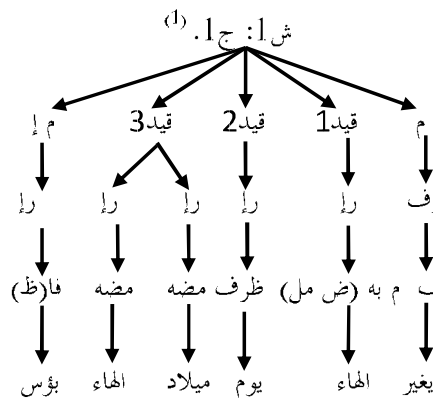 ش1: ج1. (1)
م قيد1 قيد2 قيد3 م إ
رف رإ رإ رإ رإ رإ
ف م به (ض مل) ظرف مضه مضه فا(ظ)
يغير الهاء يوم ميلاد الهاء بؤس